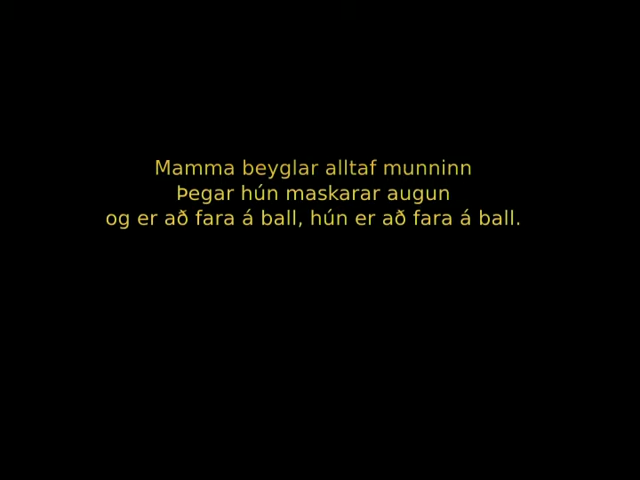 Mamma beyglar alltaf munninn
Þegar hún maskarar augun
og er að fara á ball, hún er að fara á ball.